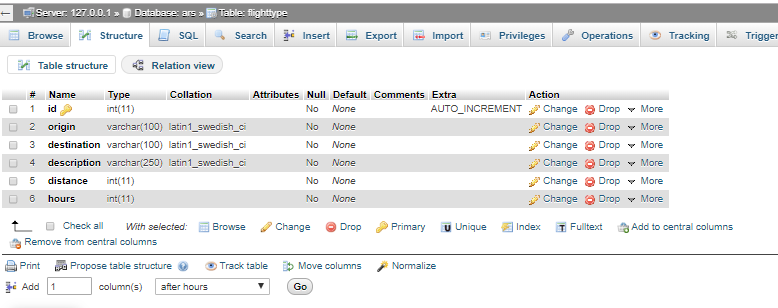 Server: 127.0.0.1 » Database: ars » Table: flighttype
Browse Structure SQL Search Insert Export Import Privileges Operations Tracking Trigger
Table structure Relation view
# Name Type Collation Attributes Null Default Comments Extra Action
1 id int(11) No None AUTO_INCREMENT Change Drop More
2 origin varchar(100) latin1_swedish_ci No None Change Drop More
3 destination varchar(100) latin1_swedish_ci No None Change Drop More
4 description varchar(250) latin1_swedish_ci No None Change Drop More
5 distance int(11) No None Change Drop More
6 hours int(11) No None Change Drop More
Check all With selected: Browse Change Drop Primary Unique Index Fulltext Add to central columns
Remove from central columns
Print Propose table structure Track table Move columns Normalize
Add 1 column(s) after hours Go